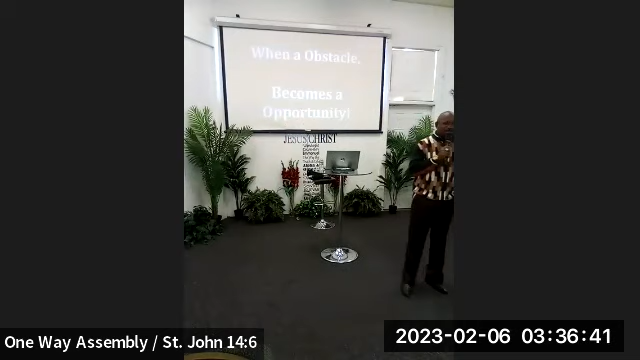 When a Obstacle,
Becomes a
Opportunity!
JESUS CHRIST
One Way Assembly / St. John 14:6
2023-02-06 03:36:41